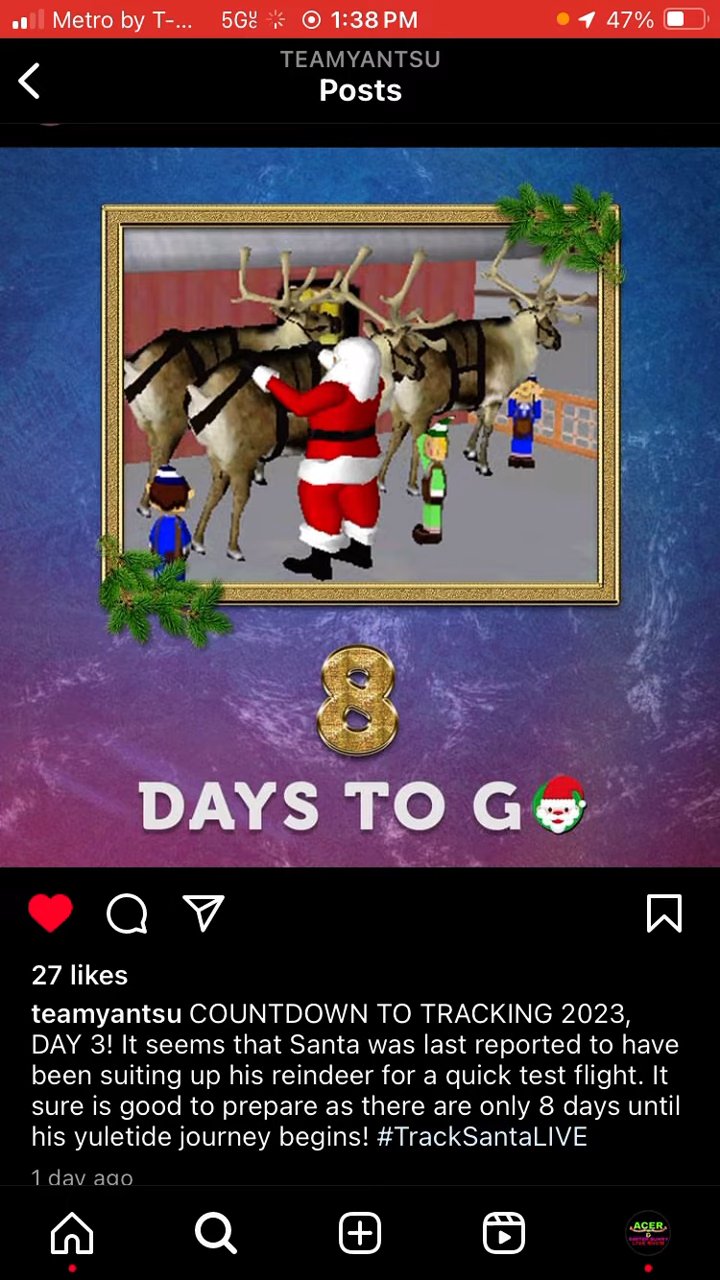 Metro by T-... 5G 1:38 PM 47%
TEAMYANTSU
Posts
8
DAYS TO GO
27 likes
teamyantsu COUNTDOWN TO TRACKING 2023,
DAY 3! It seems that Santa was last reported to have
been suiting up his reindeer for a quick test flight. It
sure is good to prepare as there are only 8 days until
his yuletide journey begins! #TrackSantaLIVE
1 day ago
ACER